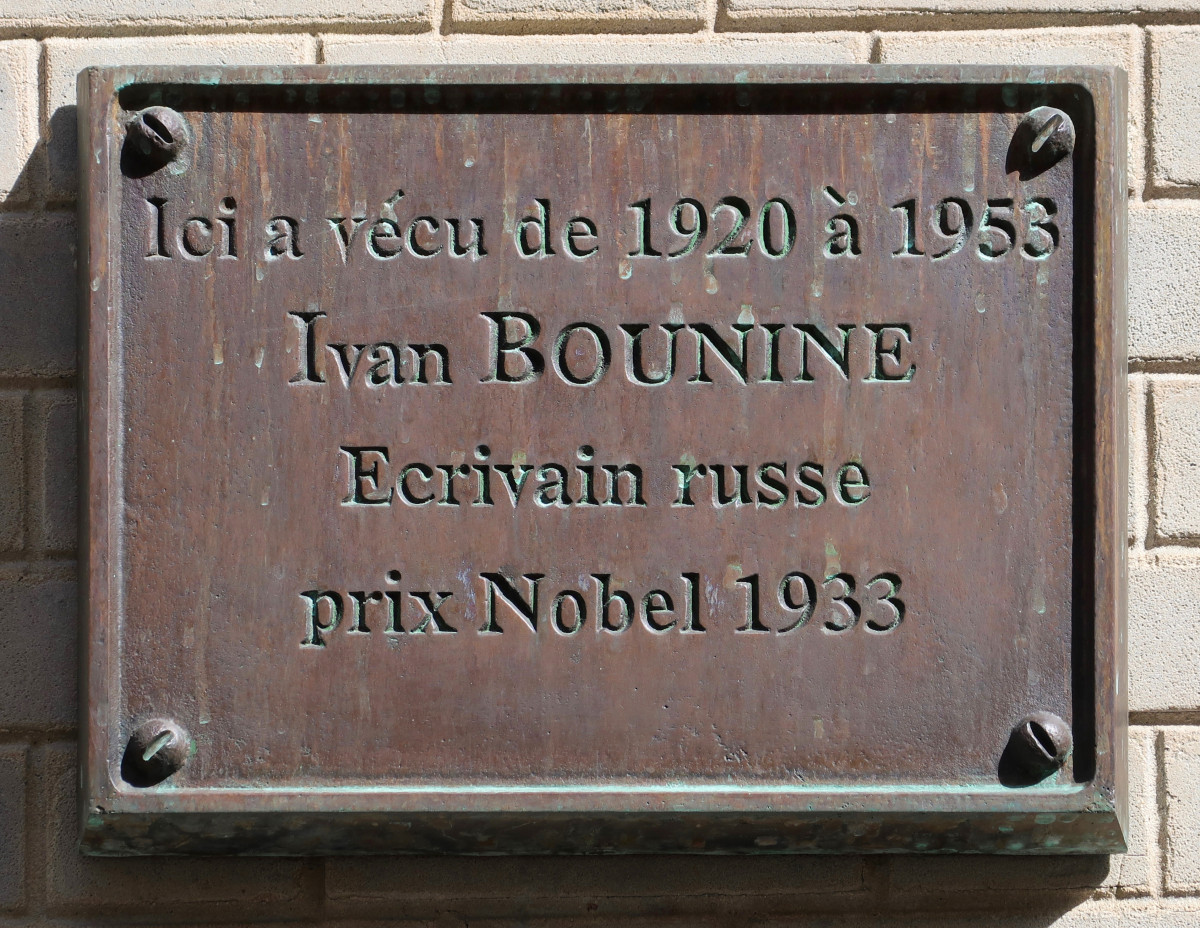 Ici a vécu de 1920 à 1953
Ivan BOUNINE
Ecrivain russe
prix Nobel 1933